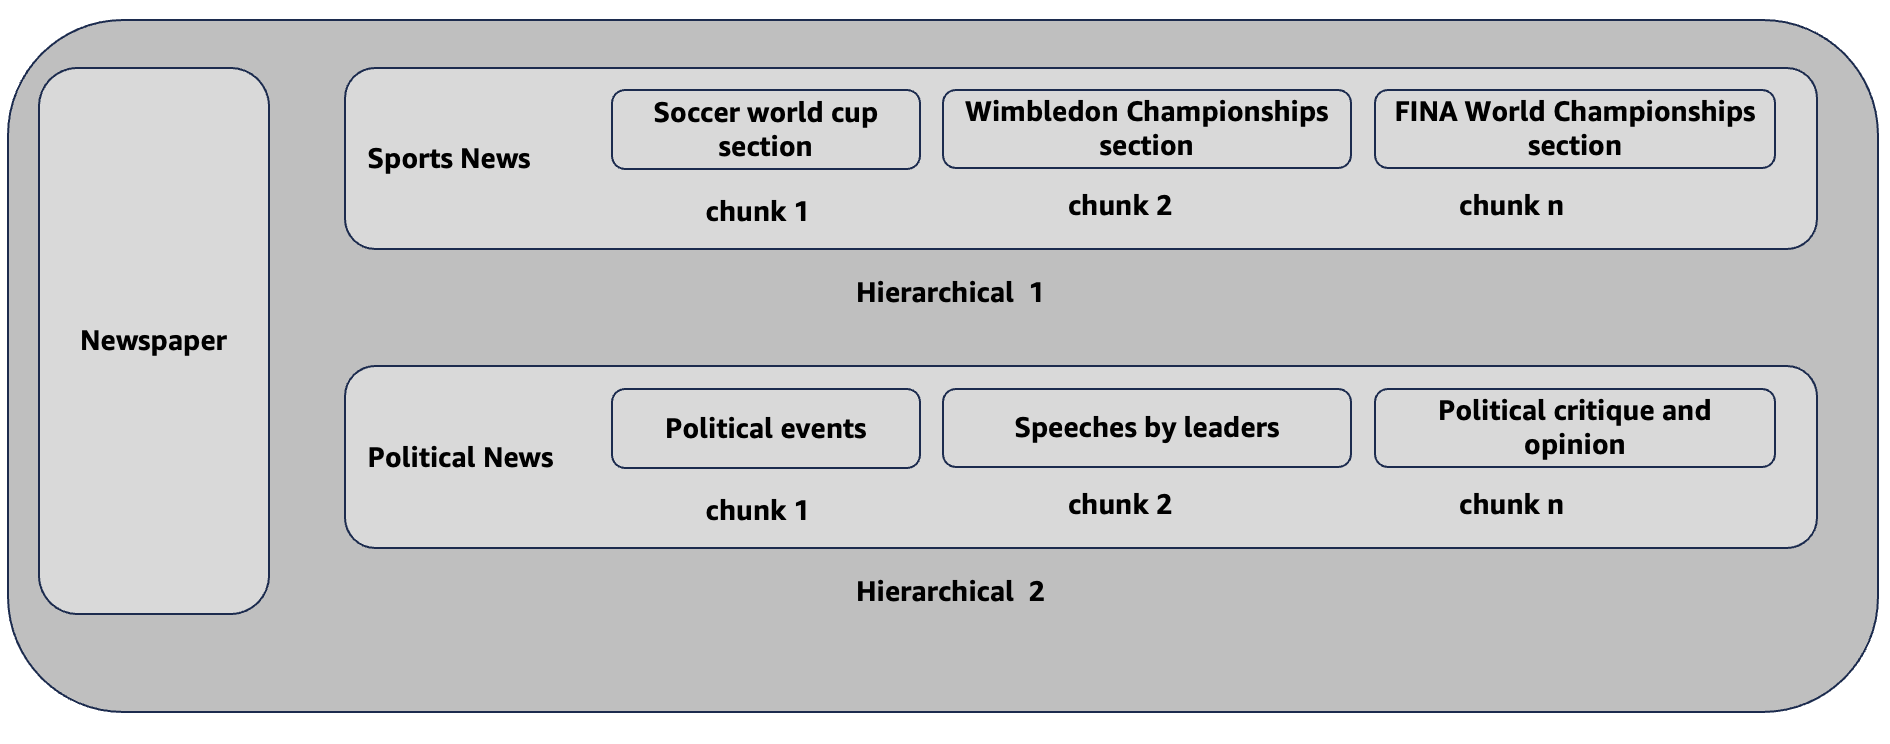 Newspaper
Sports News
Soccer world cup
section
Wimbledon Championships
section
FINA World Championships
section
chunk 1
chunk 2
chunk n
Hierarchical 1
Political News
Political events
Speeches by leaders
Political critique and
opinion
chunk 1
chunk 2
chunk n
Hierarchical 2